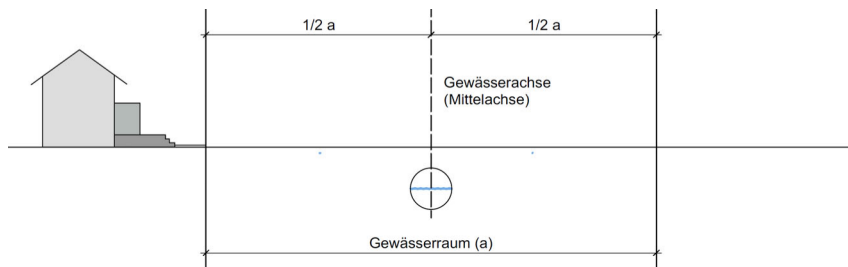 1/2 a
1/2 a
Gewässerachse
(Mittelachse)
Gewässerraum (a)